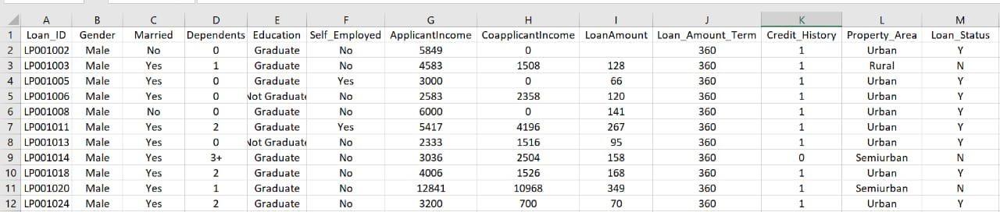 A B C D E F G H I J K L M
1 Loan_ID Gender Married Dependents Education Self_Employed ApplicantIncome CoapplicantIncome LoanAmount Loan_Amount_Term Credit_History Property_Area Loan_Status
2 LP001002 Male No 0 Graduate No 5849 0 360 1 Urban Y
3 LP001003 Male Yes 1 Graduate No 4583 1508 128 360 1 Rural N
4 LP001005 Male Yes 0 Graduate Yes 3000 0 66 360 1 Urban Y
5 LP001006 Male Yes 0 Not Graduate No 2583 2358 120 360 1 Urban Y
6 LP001008 Male No 0 Graduate No 6000 0 141 360 1 Urban Y
7 LP001011 Male Yes 2 Graduate Yes 5417 4196 267 360 1 Urban Y
8 LP001013 Male Yes 0 Not Graduate No 2333 1516 95 360 1 Urban Y
9 LP001014 Male Yes 3+ Graduate No 3036 2504 158 360 0 Semiurban N
10 LP001018 Male Yes 2 Graduate No 4006 1526 168 360 1 Urban Y
11 LP001020 Male Yes 1 Graduate No 12841 10968 349 360 1 Semiurban N
12 LP001024 Male Yes 2 Graduate No 3200 700 70 360 1 Urban Y